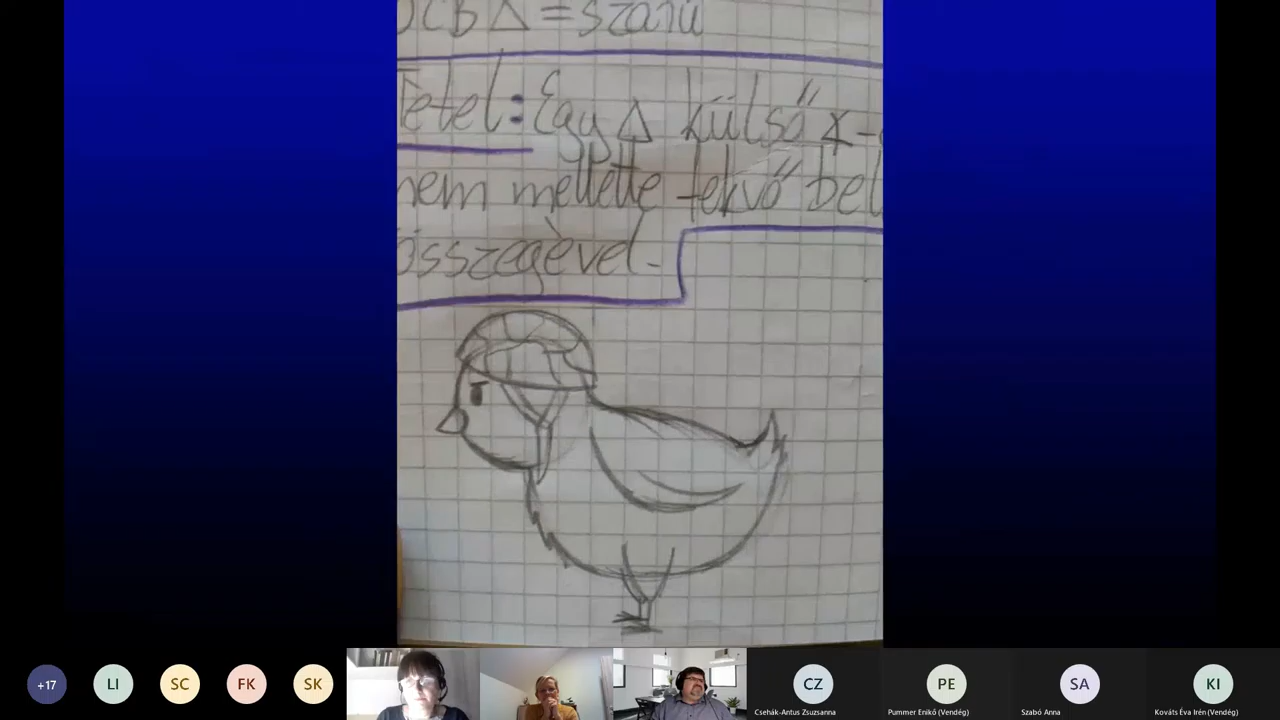 = szárú
Tétel: Egy △ külső ∢-
nem mellette fekvő bel
összegével.
+17
LI
SC
FK
SK
CZ
Csehák-Antus Zsuzsanna
PE
Pummer Enikő (Vendég)
SA
Szabó Anna
KI
Kováts Éva Irén (Vendég)